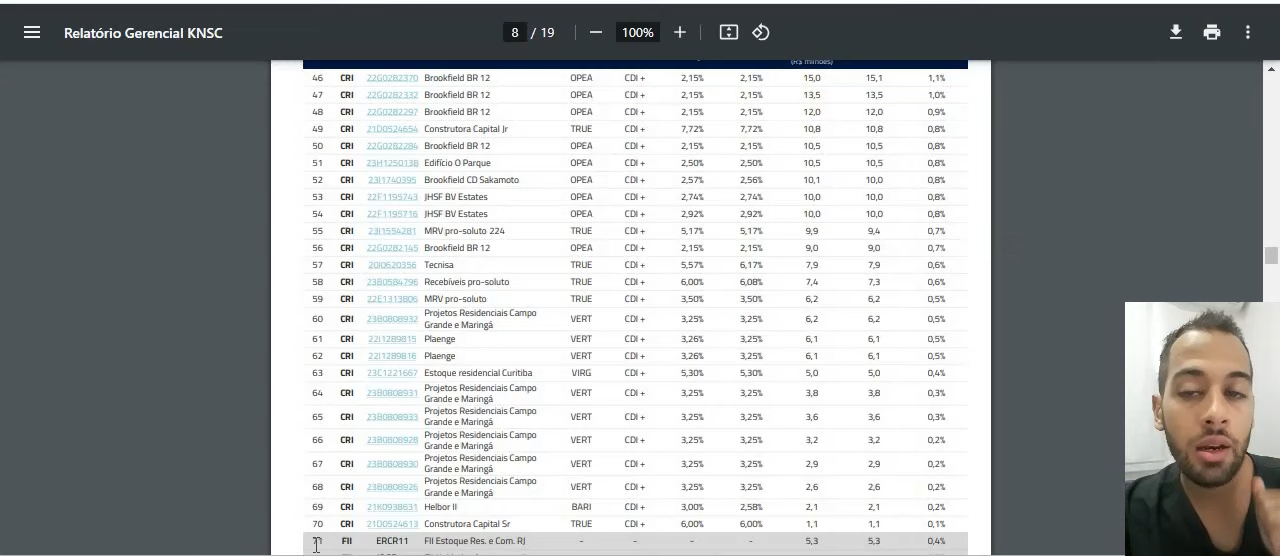 Relatório Gerencial KNSC 8 / 19 100%
(R$ milhões)
46 CRI 22G0282370 Brookfield BR 12 OPEA CDI + 2,15% 2,15% 15,0 15,1 1,1%
47 CRI 22G0282332 Brookfield BR 12 OPEA CDI + 2,15% 2,15% 13,5 13,5 1,0%
48 CRI 22G0282297 Brookfield BR 12 OPEA CDI + 2,15% 2,15% 12,0 12,0 0,9%
49 CRI 21D0524654 Construtora Capital Jr TRUE CDI + 7,72% 7,72% 10,8 10,8 0,8%
50 CRI 22G0282284 Brookfield BR 12 OPEA CDI + 2,15% 2,15% 10,5 10,5 0,8%
51 CRI 23H1250138 Edifício O Parque OPEA CDI + 2,50% 2,50% 10,5 10,5 0,8%
52 CRI 23I1740395 Brookfield CD Sakamoto OPEA CDI + 2,57% 2,56% 10,1 10,0 0,8%
53 CRI 22F1195743 JHSF BV Estates OPEA CDI + 2,74% 2,74% 10,0 10,0 0,8%
54 CRI 22F1195716 JHSF BV Estates OPEA CDI + 2,92% 2,92% 10,0 10,0 0,8%
55 CRI 23I1554281 MRV pro-soluto 224 TRUE CDI + 5,17% 5,17% 9,9 9,4 0,7%
56 CRI 22G0282145 Brookfield BR 12 OPEA CDI + 2,15% 2,15% 9,0 9,0 0,7%
57 CRI 20I0620356 Tecnisa TRUE CDI + 5,57% 6,17% 7,9 7,9 0,6%
58 CRI 23B0584796 Recebíveis pro-soluto TRUE CDI + 6,00% 6,08% 7,4 7,3 0,6%
59 CRI 22E1313806 MRV pro-soluto TRUE CDI + 3,50% 3,50% 6,2 6,2 0,5%
60 CRI 23B0808932 Projetos Residenciais Campo
Grande e Maringá VERT CDI + 3,25% 3,25% 6,2 6,2 0,5%
61 CRI 22I1289815 Plaenge VERT CDI + 3,26% 3,25% 6,1 6,1 0,5%
62 CRI 22I1289816 Plaenge VERT CDI + 3,26% 3,25% 6,1 6,1 0,5%
63 CRI 23C1221667 Estoque residencial Curitiba VIRG CDI + 5,30% 5,30% 5,0 5,0 0,4%
64 CRI 23B0808931 Projetos Residenciais Campo
Grande e Maringá VERT CDI + 3,25% 3,25% 3,8 3,8 0,3%
65 CRI 23B0808933 Projetos Residenciais Campo
Grande e Maringá VERT CDI + 3,25% 3,25% 3,6 3,6 0,3%
66 CRI 23B0808928 Projetos Residenciais Campo
Grande e Maringá VERT CDI + 3,25% 3,25% 3,2 3,2 0,2%
67 CRI 23B0808930 Projetos Residenciais Campo
Grande e Maringá VERT CDI + 3,25% 3,25% 2,9 2,9 0,2%
68 CRI 23B0808926 Projetos Residenciais Campo
Grande e Maringá VERT CDI + 3,25% 3,25% 2,6 2,6 0,2%
69 CRI 21K0938631 Helbor II BARI CDI + 3,00% 2,58% 2,1 2,1 0,2%
70 CRI 21D0524613 Construtora Capital Sr TRUE CDI + 6,00% 6,00% 1,1 1,1 0,1%
FII ERCR11 FII Estoque Res. e Com. RJ - - - - 5,3 5,3 0,4%